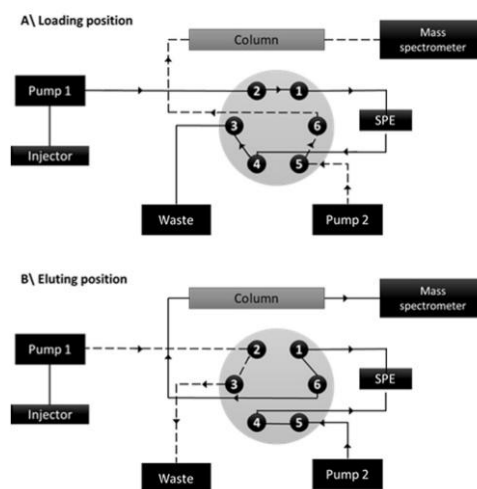 A\ Loading position
Column
Mass
spectrometer
Pump 1
2
1
3
6
SPE
Injector
4
5
Waste
Pump 2
B\ Eluting position
Column
Mass
spectrometer
Pump 1
2
1
SPE
3
6
Injector
4
5
Waste
Pump 2